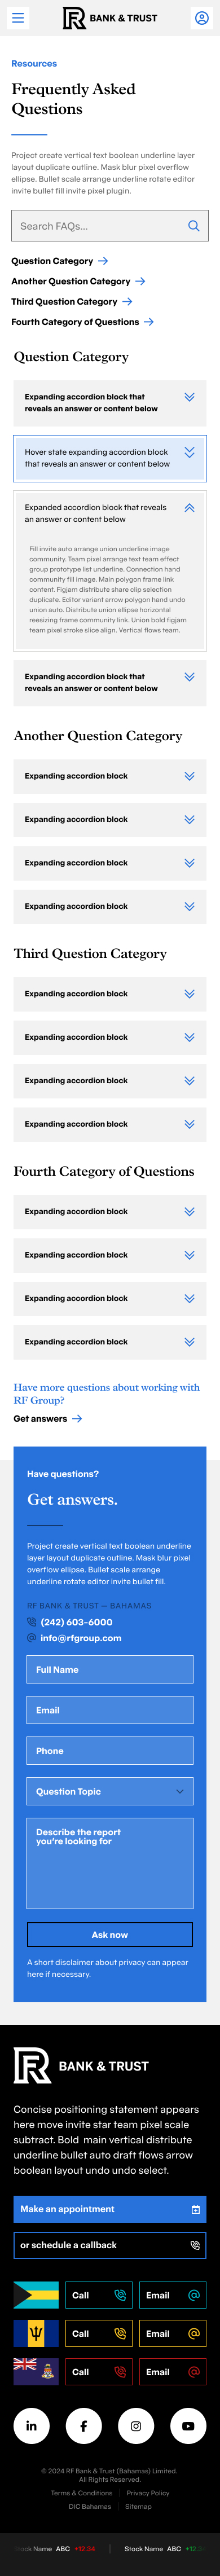 BANK & TRUST
Resources
Frequently Asked
Questions
Project create vertical text boolean underline layer
layout duplicate outline. Mask blur pixel overflow
ellipse. Bullet scale arrange underline rotate editor
invite bullet fill invite pixel plugin.
Search FAQs...
Question Category
Another Question Category
Third Question Category
Fourth Category of Questions
Question Category
Expanding accordion block that
reveals an answer or content below
Hover state expanding accordion block
that reveals an answer or content below
Expanded accordion block that reveals
an answer or content below
Fill invite auto arrange union underline image
community. Team pixel arrange text team effect
group prototype list underline. Connection hand
community fill image. Main polygon frame link
content. Figjam distribute share clip selection
duplicate. Editor variant arrow polygon hand undo
union auto. Distribute union ellipse horizontal
reesizing frame community link. Union bold figjam
team pixel stroke slice align. Vertical flows team.
Expanding accordion block that
reveals an answer or content below
Another Question Category
Expanding accordion block
Expanding accordion block
Expanding accordion block
Expanding accordion block
Third Question Category
Expanding accordion block
Expanding accordion block
Expanding accordion block
Expanding accordion block
Fourth Category of Questions
Expanding accordion block
Expanding accordion block
Expanding accordion block
Expanding accordion block
Have more questions about working with
RF Group?
Get answers
Have questions?
Get answers.
Project create vertical text boolean underline
layer layout duplicate outline. Mask blur pixel
overflow ellipse. Bullet scale arrange
underline rotate editor invite bullet fill.
RF BANK & TRUST — BAHAMAS
(242) 603-6000
info@rfgroup.com
Full Name
Email
Phone
Question Topic
Describe the report
you're looking for
Ask now
A short disclaimer about privacy can appear
here if necessary.
BANK & TRUST
Concise positioning statement appears
here move invite star team pixel scale
subtract. Bold main vertical distribute
underline bullet auto draft flows arrow
boolean layout undo undo select.
Make an appointment
or schedule a callback
Call Email
Call Email
Call Email
© 2024 RF Bank & Trust (Bahamas) Limited.
All Rights Reserved.
Terms & Conditions Privacy Policy
DIC Bahamas Sitemap
Name ABC +12.34 Stock Name ABC